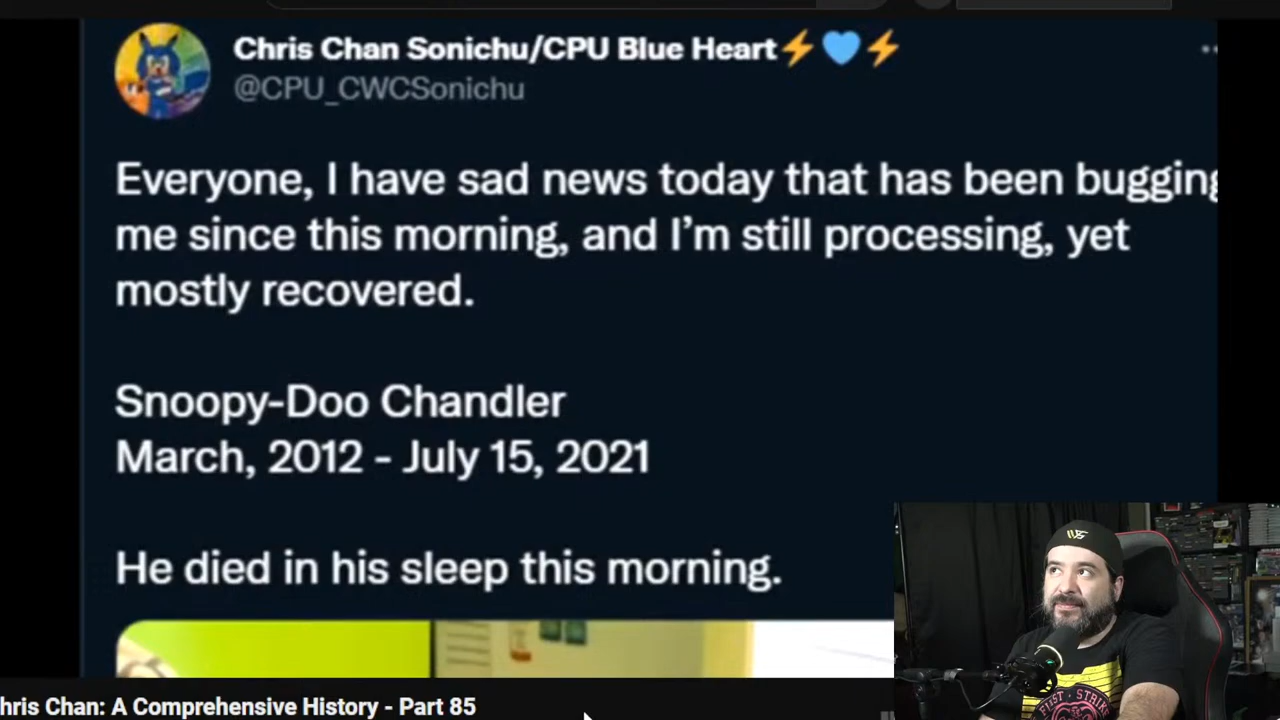 Chris Chan Sonichu/CPU Blue Heart⚡💙⚡
@CPU_CWCSonichu
Everyone, I have sad news today that has been bugging
me since this morning, and I’m still processing, yet
mostly recovered.
Snoopy-Doo Chandler
March, 2012 - July 15, 2021
He died in his sleep this morning.
FIST STRIKE
hris Chan: A Comprehensive History - Part 85